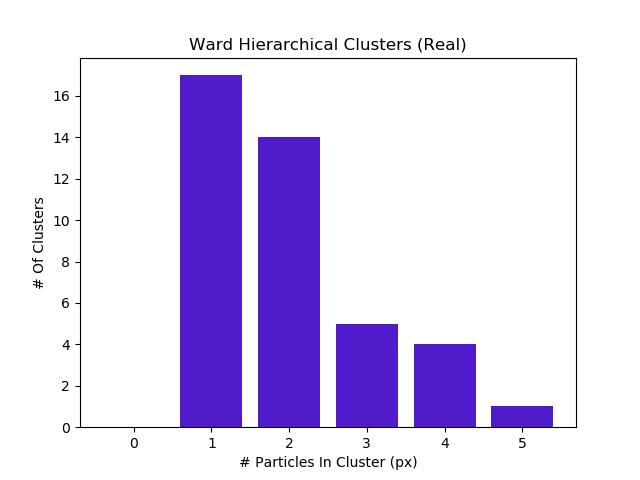 Ward Hierarchical Clusters (Real)
16
14
12
10
8
6
4
2
0
# Of Clusters
0 1 2 3 4 5
# Particles In Cluster (px)